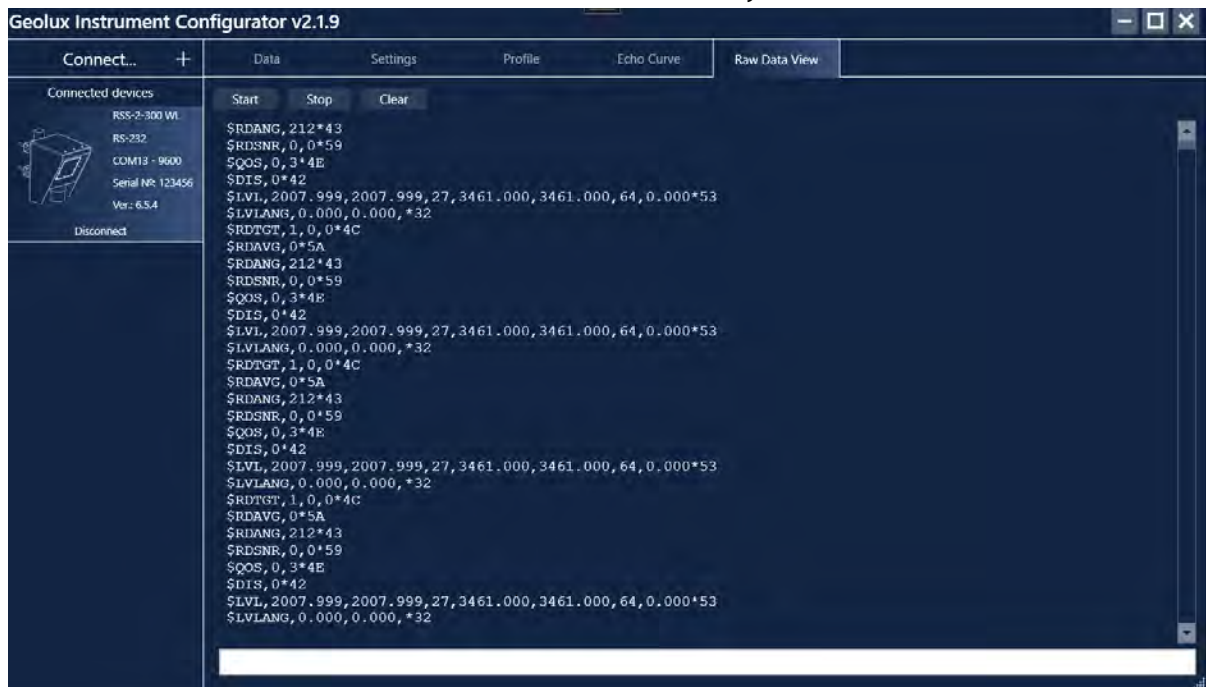 Geolux Instrument Configurator v2.1.9
Connect... +
Data Settings Profile Echo Curve Raw Data View
Connected devices
RSS-2-300 WL
RS-232
COM13 - 9600
Serial №: 123456
Ver.: 6.5.4
Disconnect
Start Stop Clear
$RDANG,212*43
$RDSNR,0,0*59
$QOS,0,3*4E
$DIS,0*42
$LVL,2007.999,2007.999,27,3461.000,3461.000,64,0.000*53
$LVLANG,0.000,0.000,*32
$RDTGT,1,0,0*4C
$RDAVG,0*5A
$RDANG,212*43
$RDSNR,0,0*59
$QOS,0,3*4E
$DIS,0*42
$LVL,2007.999,2007.999,27,3461.000,3461.000,64,0.000*53
$LVLANG,0.000,0.000,*32
$RDTGT,1,0,0*4C
$RDAVG,0*5A
$RDANG,212*43
$RDSNR,0,0*59
$QOS,0,3*4E
$DIS,0*42
$LVL,2007.999,2007.999,27,3461.000,3461.000,64,0.000*53
$LVLANG,0.000,0.000,*32
$RDTGT,1,0,0*4C
$RDAVG,0*5A
$RDANG,212*43
$RDSNR,0,0*59
$QOS,0,3*4E
$DIS,0*42
$LVL,2007.999,2007.999,27,3461.000,3461.000,64,0.000*53
$LVLANG,0.000,0.000,*32